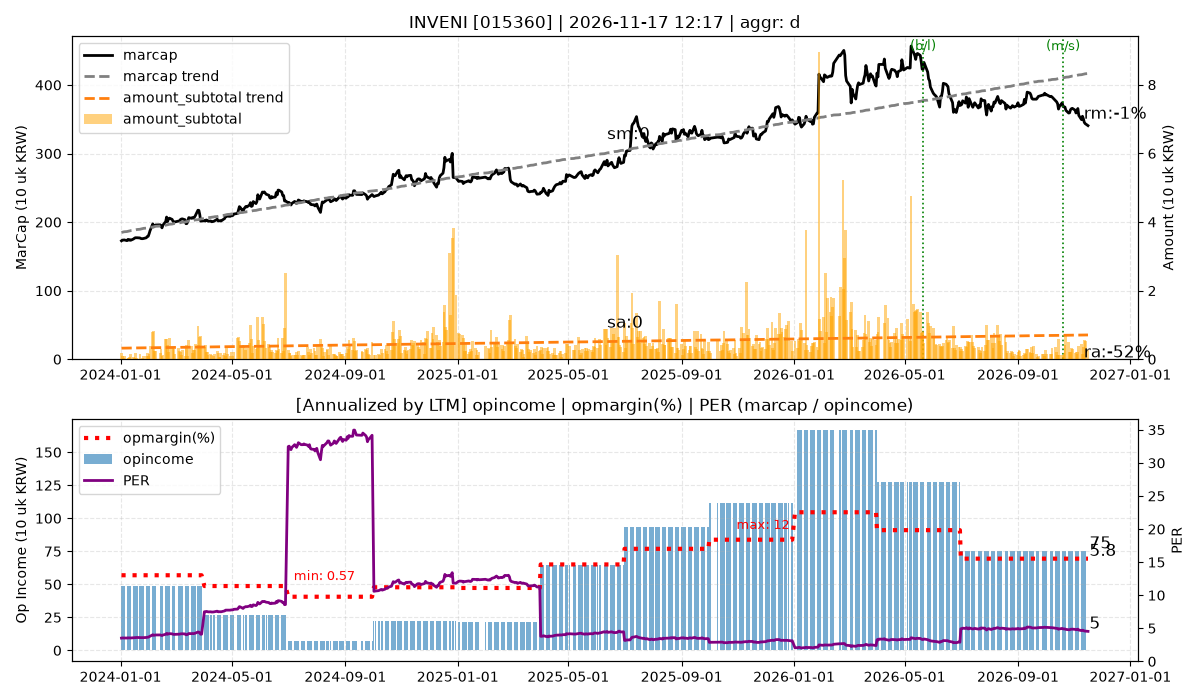 INVENI [015360] | 2026-11-17 12:17 | aggr: d
(b/l)
(m/s)
marcap
marcap trend
amount_subtotal trend
amount_subtotal
sm:0
rm:-1%
sa:0
ra:-52%
MarCap (10 uk KRW)
400
300
200
100
0
Amount (10 uk KRW)
8
6
4
2
0
2024-01-01 2024-05-01 2024-09-01 2025-01-01 2025-05-01 2025-09-01 2026-01-01 2026-05-01 2026-09-01 2027-01-01
[Annualized by LTM] opincome | opmargin(%) | PER (marcap / opincome)
opmargin(%)
opincome
PER
min: 0.57
max: 12
75
5.8
5
Op Income (10 uk KRW)
150
125
100
75
50
25
0
PER
35
30
25
20
15
10
5
0
2024-01-01 2024-05-01 2024-09-01 2025-01-01 2025-05-01 2025-09-01 2026-01-01 2026-05-01 2026-09-01 2027-01-01